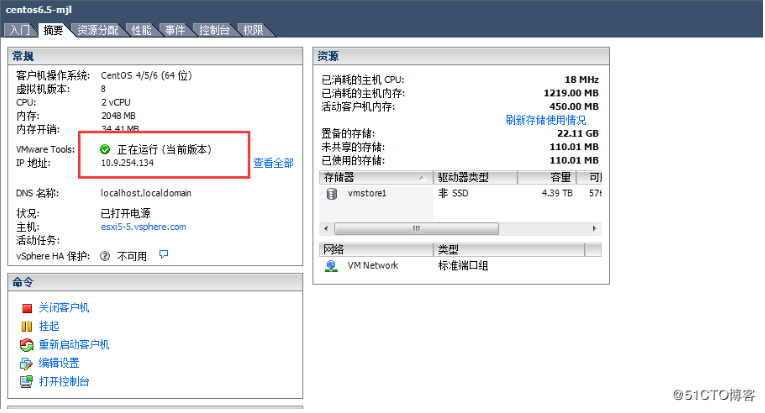 centos6.5-mjl
入门 摘要 资源分配 性能 事件 控制台 权限
常规
客户机操作系统: CentOS 4/5/6 (64 位)
虚拟机版本: 8
CPU: 2 vCPU
内存: 2048 MB
内存开销: 34.41 MB
VMware Tools: 正在运行 (当前版本)
IP 地址: 10.9.254.134 查看全部
DNS 名称: localhost.localdomain
状况: 已打开电源
主机: esxi5-5.vsphere.com
活动任务:
vSphere HA 保护: 不可用
命令
关闭客户机
挂起
重新启动客户机
编辑设置
打开控制台
资源
已消耗的主机 CPU: 18 MHz
已消耗的主机内存: 1219.00 MB
活动客户机内存: 450.00 MB
刷新存储使用情况
置备的存储: 22.11 GB
未共享的存储: 110.01 MB
已使用的存储: 110.01 MB
存储器 驱动器类型 容量 可
vmstore1 非 SSD 4.39 TB 576
网络 类型
VM Network 标准端口组
@51CTO博客